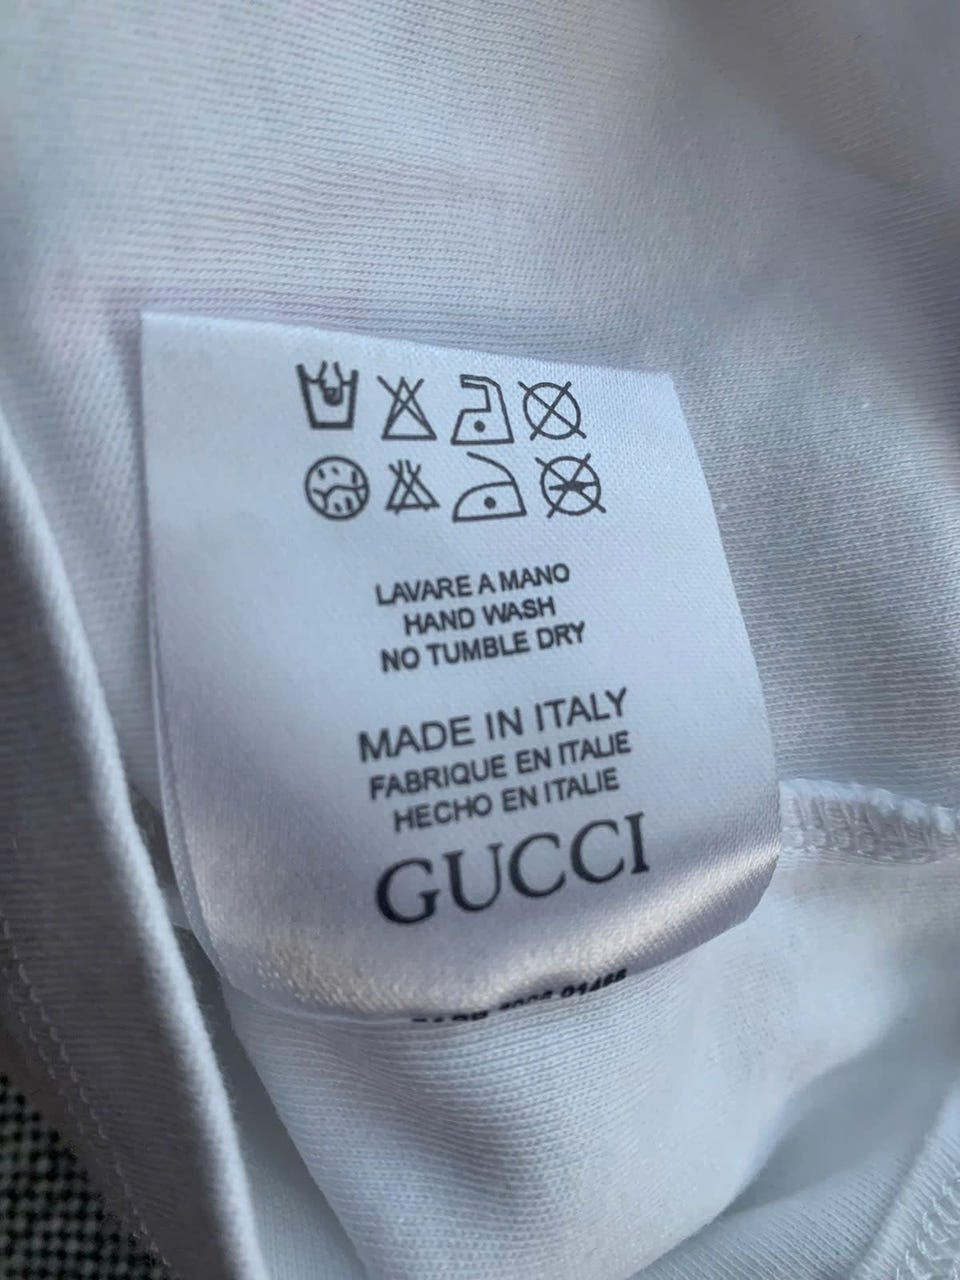 LAVARE A MANO
HAND WASH
NO TUMBLE DRY
MADE IN ITALY
FABRIQUE EN ITALIE
HECHO EN ITALIE
GUCCI